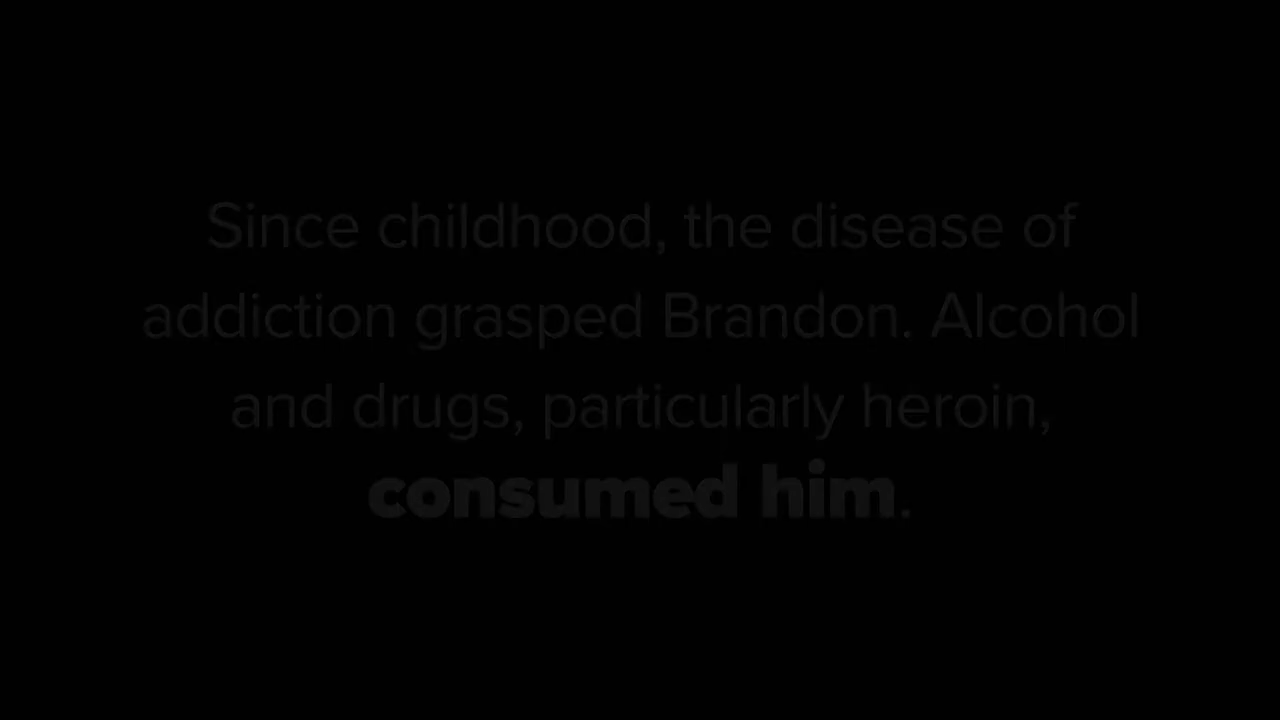 Since childhood, the disease of
addiction grasped Brandon. Alcohol
and drugs, particularly heroin,
consumed him.